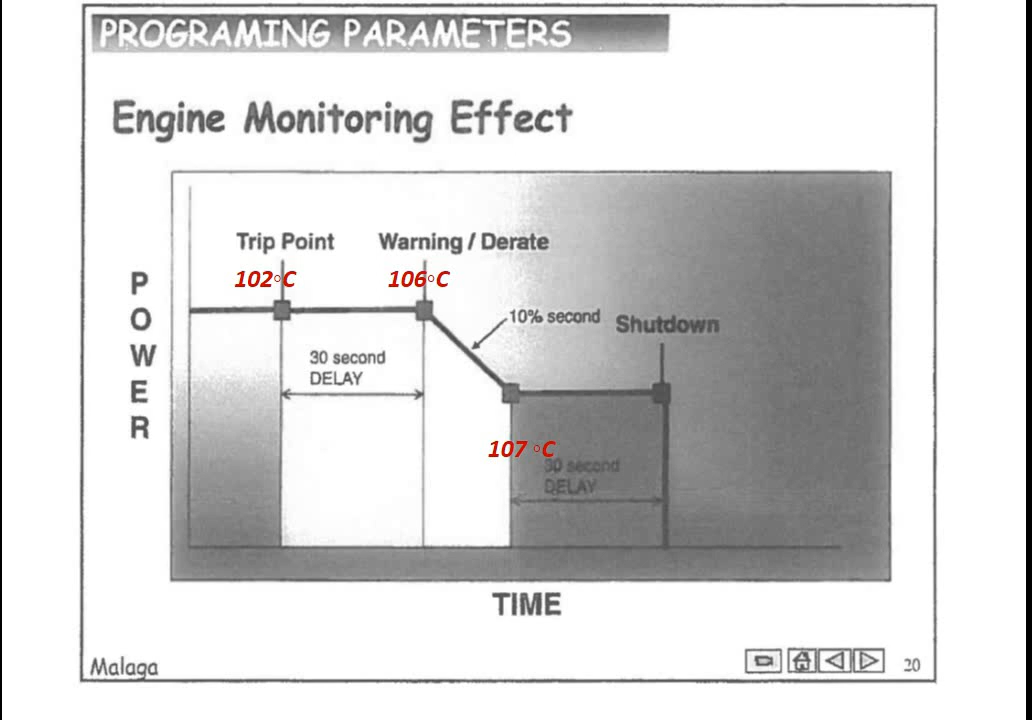 PROGRAMING PARAMETERS
Engine Monitoring Effect
Trip Point
Warning / Derate
102°C
106°C
10% second
Shutdown
30 second
DELAY
POWER
107 °C
30 second
DELAY
TIME
Malaga
20